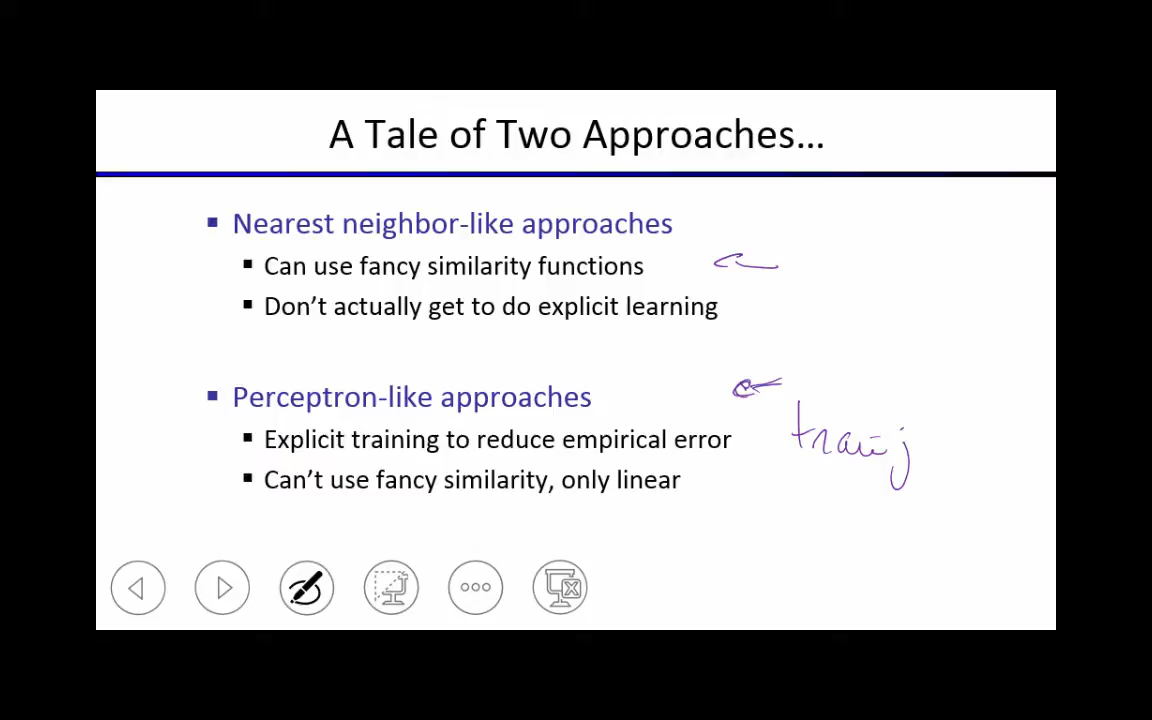 A Tale of Two Approaches...
▪ Nearest neighbor-like approaches
▪ Can use fancy similarity functions
▪ Don't actually get to do explicit learning
▪ Perceptron-like approaches
▪ Explicit training to reduce empirical error
▪ Can't use fancy similarity, only linear